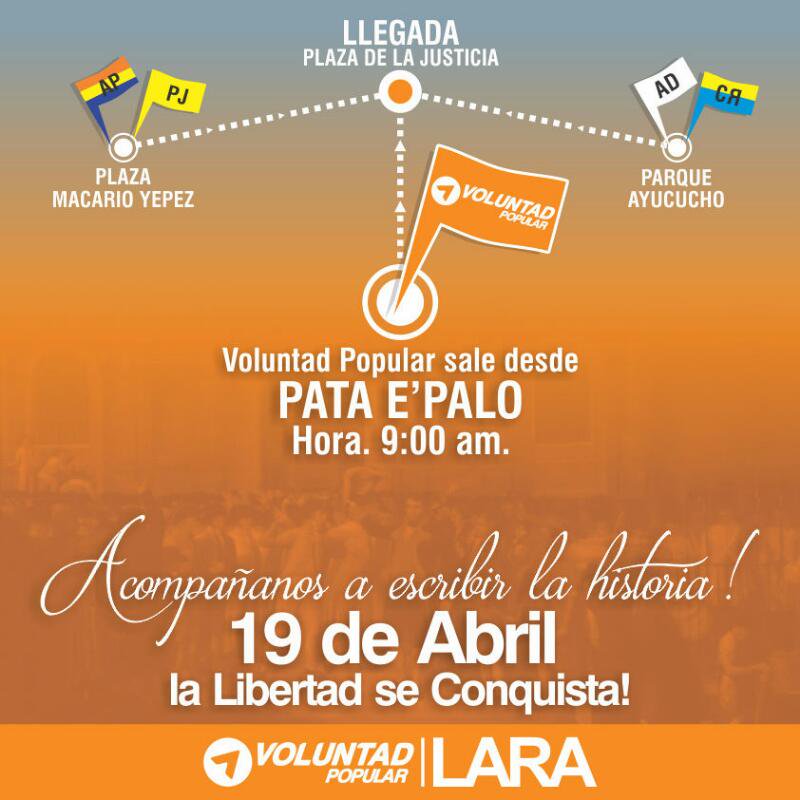 LLEGADA
PLAZA DE LA JUSTICIA
AP
PJ
AD
CR
PLAZA
MACARIO YEPEZ
PARQUE
AYUCUCHO
VOLUNTAD
POPULAR
Voluntad Popular sale desde
PATA E'PALO
Hora. 9:00 am.
Acompañanos a escribir la historia!
19 de Abril
la Libertad se Conquista!
VOLUNTAD
POPULAR
LARA